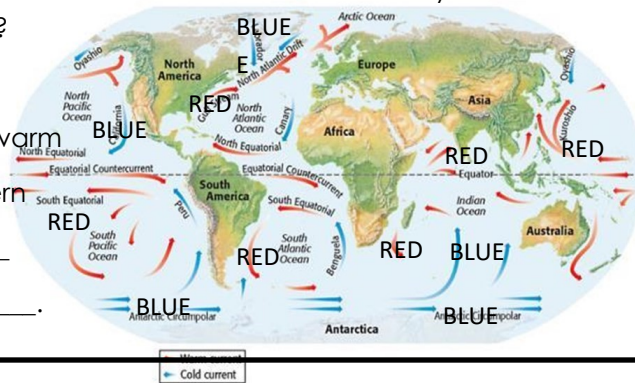 ?
Arctic Ocean
BLUE
Oyashio
North Atlantic Drift
E
North America
Europe
Oyashio
Asia
North Pacific Ocean
RED
North Atlantic Ocean
Canary
Kuroshio
BLUE
Africa
warm
North Equatorial
North Equatorial
RED
RED
Equatorial Countercurrent
Equatorial Countercurrent
Equator
ern
South Equatorial
Peru
South America
South Equatorial
Indian Ocean
RED
South Pacific Ocean
RED
South Atlantic Ocean
Benguela
RED
BLUE
Australia
BLUE
Antarctic Circumpolar
BLUE
Antarctic Circumpolar
Antarctica
Warm current
Cold current